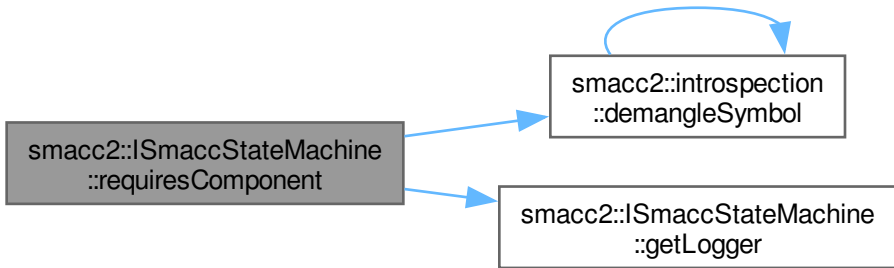 smacc2::introspection
::demangleSymbol
smacc2::ISmaccStateMachine
::requiresComponent
smacc2::ISmaccStateMachine
::getLogger